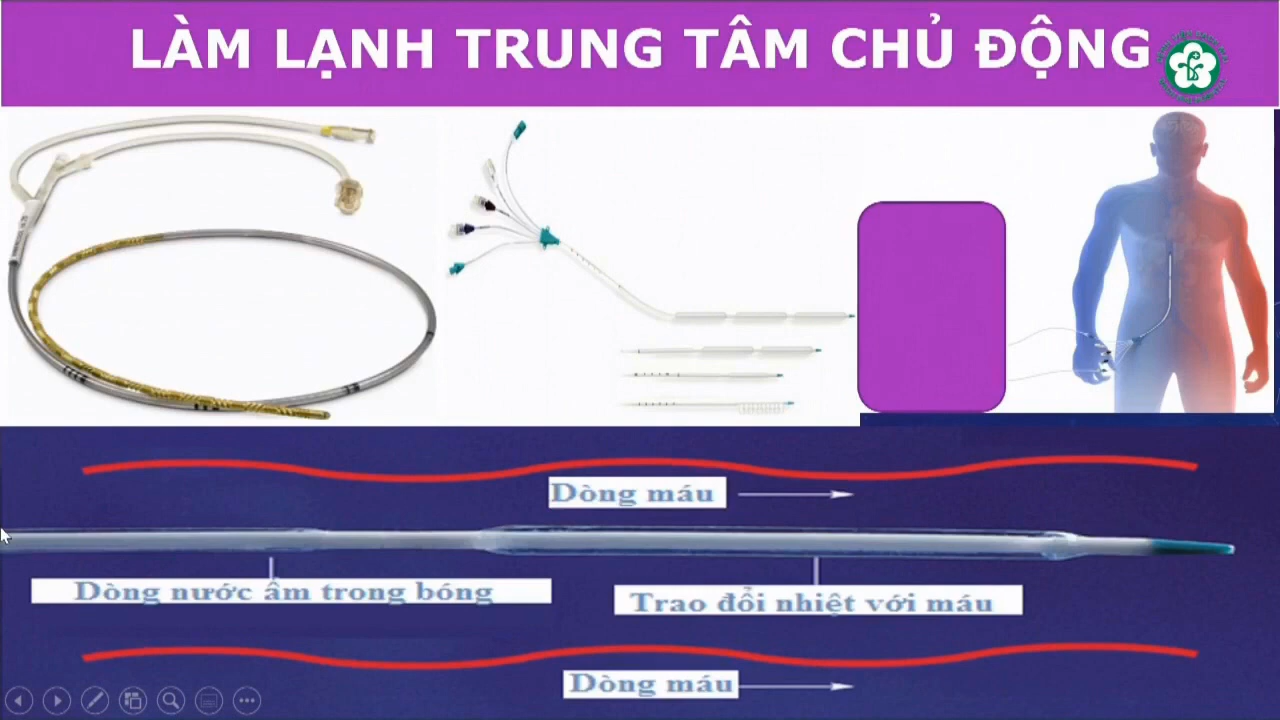 LÀM LẠNH TRUNG TÂM CHỦ ĐỘNG
Dòng máu
Dòng nước ấm trong bóng
Trao đổi nhiệt với máu
Dòng máu